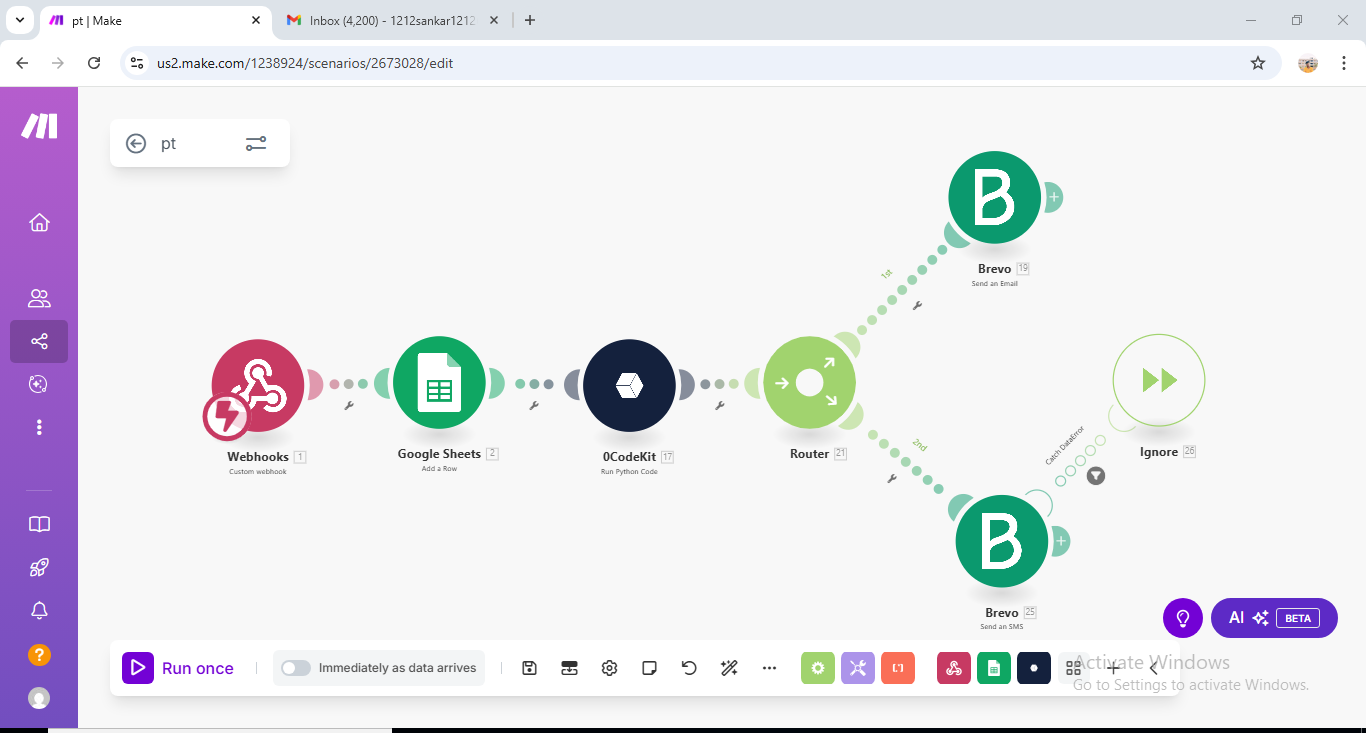 pt | Make
Inbox (4,200) - 1212sankar1212
us2.make.com/1238924/scenarios/2673028/edit
pt
Brevo 19
Send an Email
1st
Webhooks 1
Custom webhook
Google Sheets 2
Add a Row
0CodeKit 17
Run Python Code
Router 21
2nd
Catch DataError
Ignore 26
Brevo 25
Send an SMS
AI BETA
Run once
Immediately as data arrives
Activate Windows
Go to Settings to activate Windows.